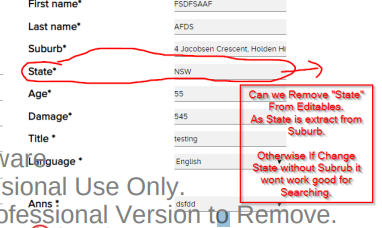 First name* FSDFSAAF
Last name* AFDS
Suburb* 4 Jacobsen Crescent, Holden Hi
State* NSW
Age* 55
Damage* 545
Title * testing
Language * English
Anns * dsfdd
Can we Remove "State"
From Editables.
As State is extract from
Suburb.
Otherwise If Change
State without Subrub it
wont work good for
Searching.
ware
sional Use Only.
ofessional Version to Remove.